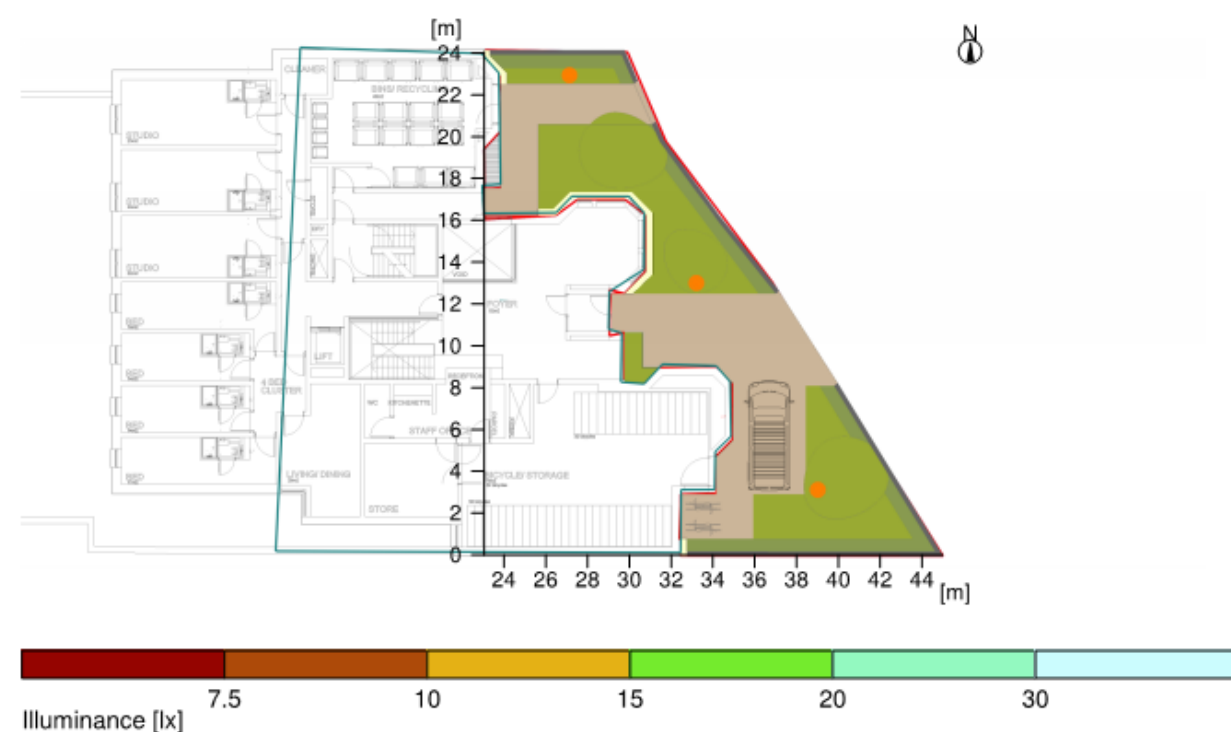 [m]
N
24
22
20
18
16
14
12
10
8
6
4
2
0
CLEANER
BINS/ RECYCLING
STUDIO
STUDIO
STUDIO
VOID
FOYER
BED
BED
BED
BED
LIFT
4 BED
CLUSTER
RECEPTION
WC
KITCHENETTE
STAFF OFFICE
LIVING/ DINING
BICYCLE/ STORAGE
STORE
24 26 28 30 32 34 36 38 40 42 44 [m]
7.5 10 15 20 30
Illuminance [lx]